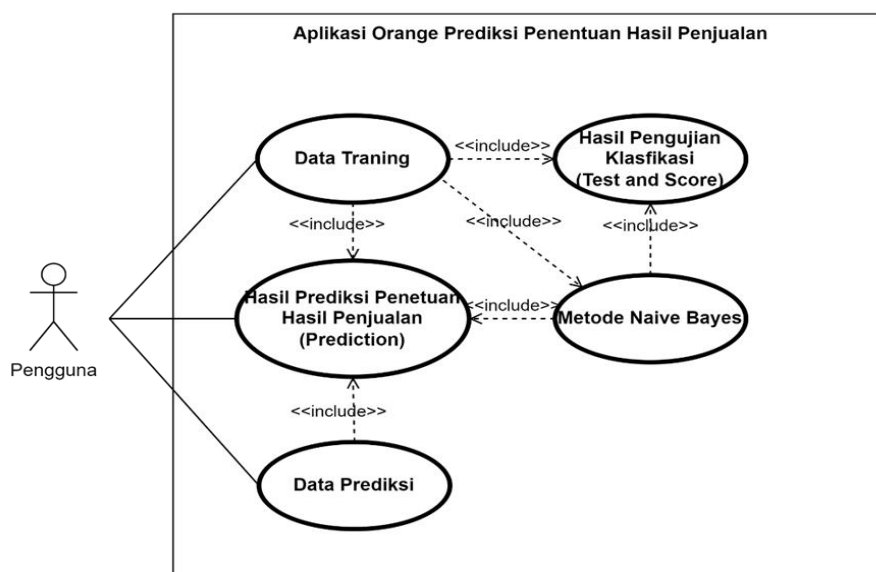 Aplikasi Orange Prediksi Penentuan Hasil Penjualan
Data Traning
<<include>>
Hasil Pengujian
Klasfikasi
(Test and Score)
<<include>>
<<include>>
<<include>>
Hasil Prediksi Penetuan
Hasil Penjualan
(Prediction)
<<include>>
Metode Naive Bayes
Pengguna
<<include>>
Data Prediksi